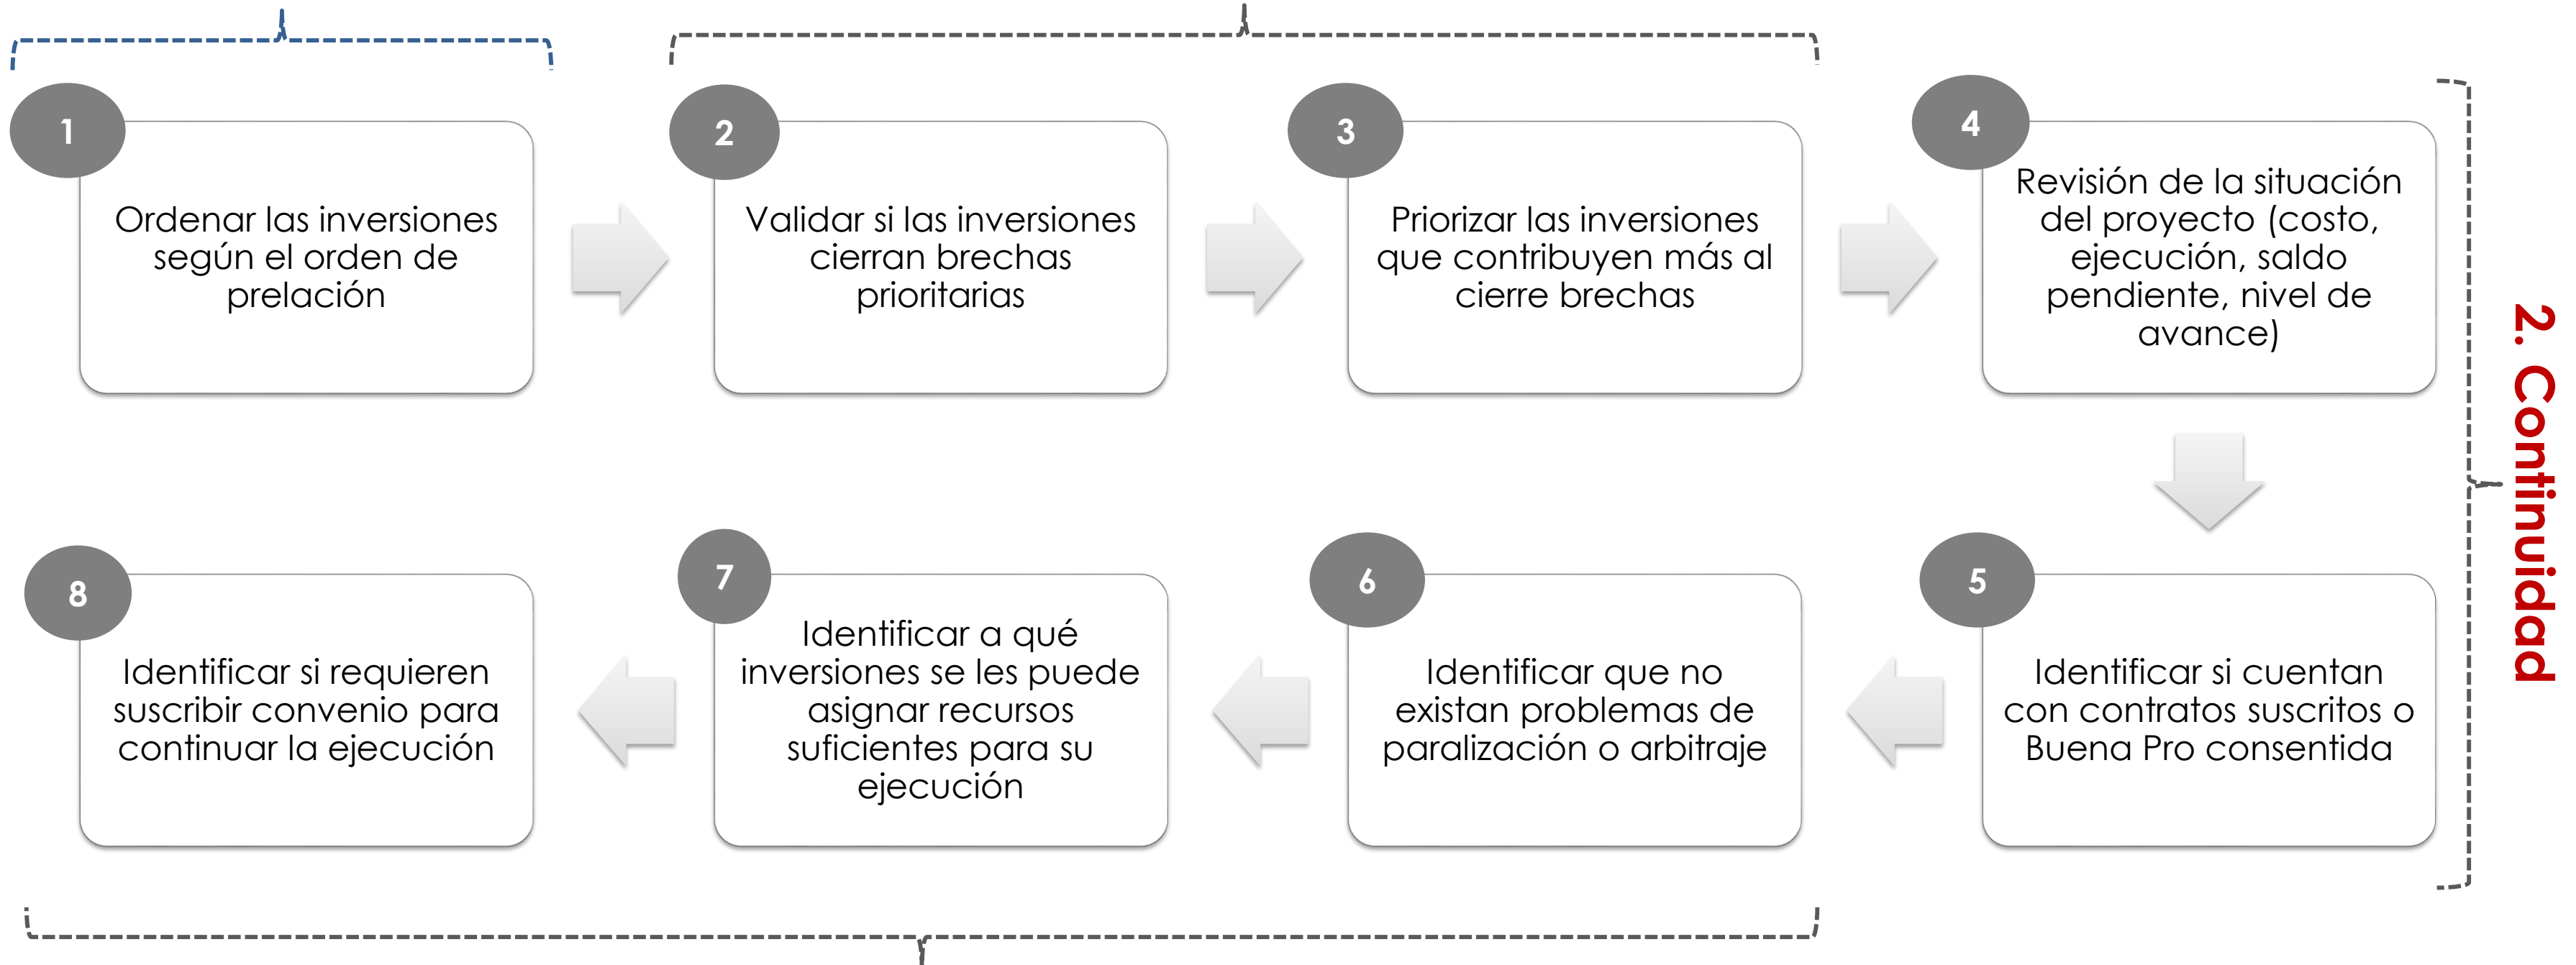 1
Ordenar las inversiones
según el orden de
prelación
2
Validar si las inversiones
cierran brechas
prioritarias
3
Priorizar las inversiones
que contribuyen más al
cierre brechas
4
Revisión de la situación
del proyecto (costo,
ejecución, saldo
pendiente, nivel de
avance)
2. Continuidad
5
Identificar si cuentan
con contratos suscritos o
Buena Pro consentida
6
Identificar que no
existan problemas de
paralización o arbitraje
7
Identificar a qué
inversiones se les puede
asignar recursos
suficientes para su
ejecución
8
Identificar si requieren
suscribir convenio para
continuar la ejecución